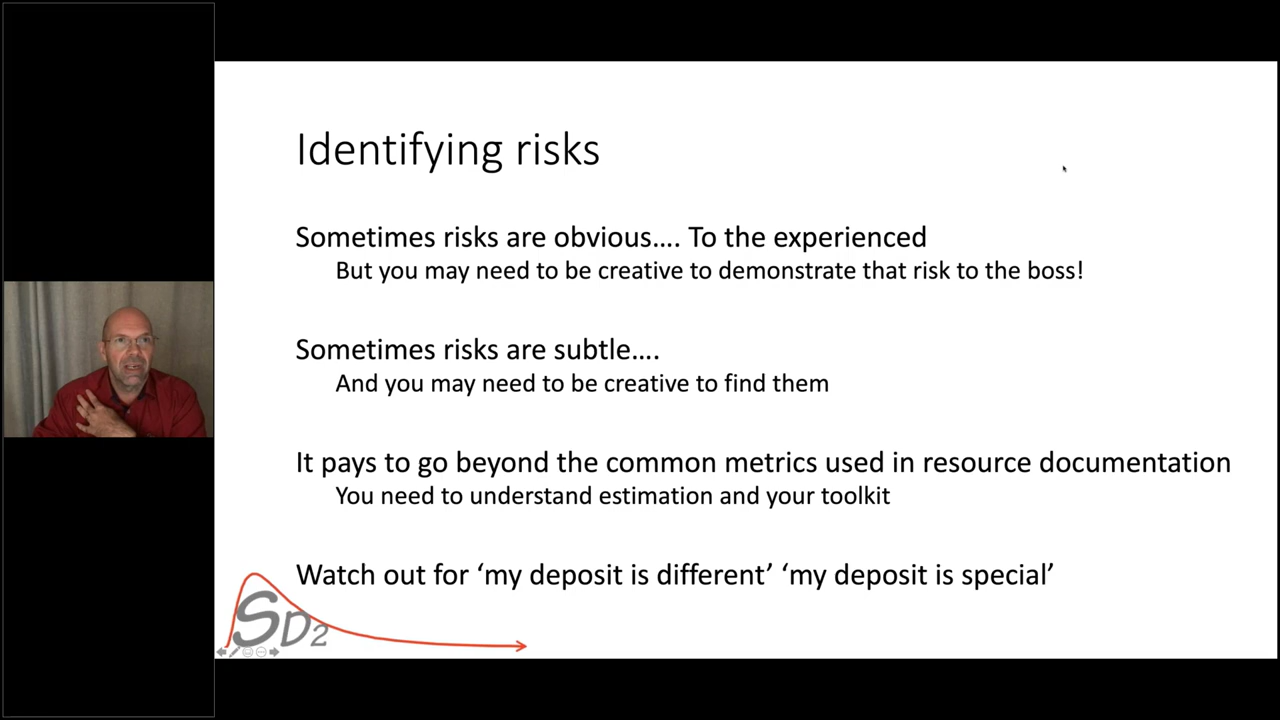 Identifying risks
Sometimes risks are obvious.... To the experienced
But you may need to be creative to demonstrate that risk to the boss!
Sometimes risks are subtle....
And you may need to be creative to find them
It pays to go beyond the common metrics used in resource documentation
You need to understand estimation and your toolkit
Watch out for ‘my deposit is different’ ‘my deposit is special’
SD2